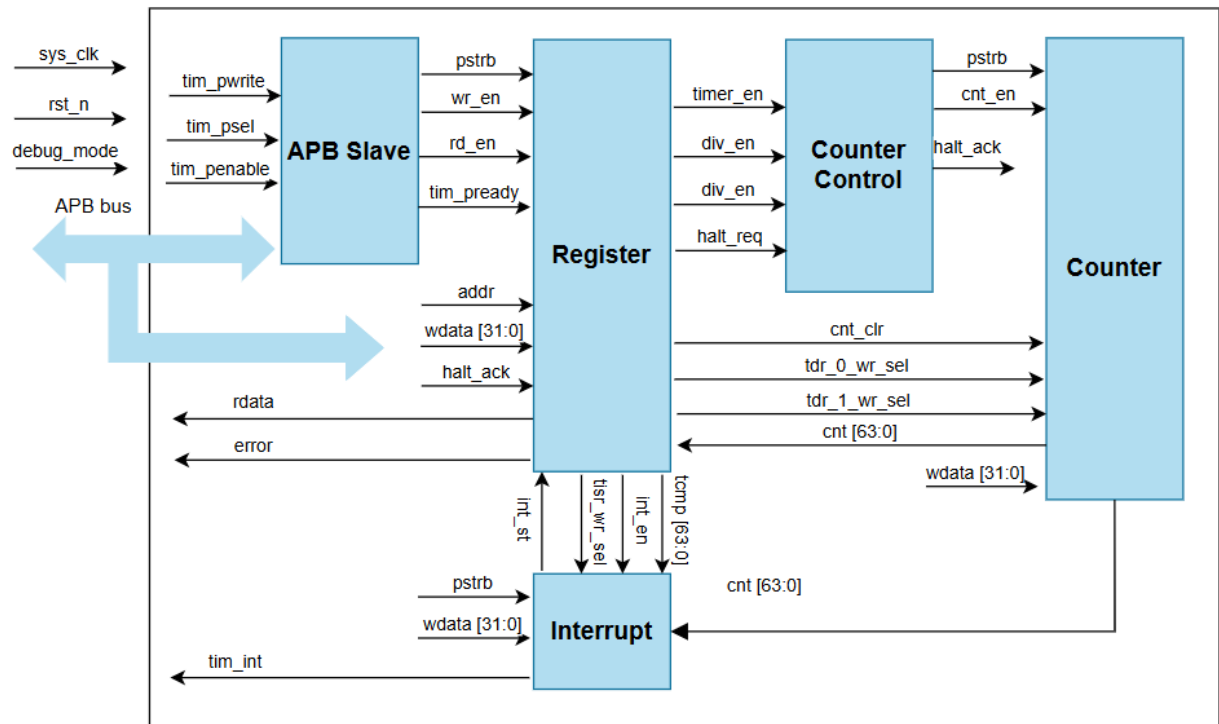 sys_clk
rst_n
debug_mode
APB bus
tim_pwrite
tim_psel
tim_penable
APB Slave
pstrb
wr_en
rd_en
tim_pready
addr
wdata [31:0]
halt_ack
rdata
error
Register
timer_en
div_en
div_en
halt_req
Counter
Control
pstrb
cnt_en
halt_ack
Counter
cnt_clr
tdr_0_wr_sel
tdr_1_wr_sel
cnt [63:0]
wdata [31:0]
int_st
tisr_wr_sel
int_en
tcmp [63:0]
pstrb
wdata [31:0]
Interrupt
cnt [63:0]
tim_int